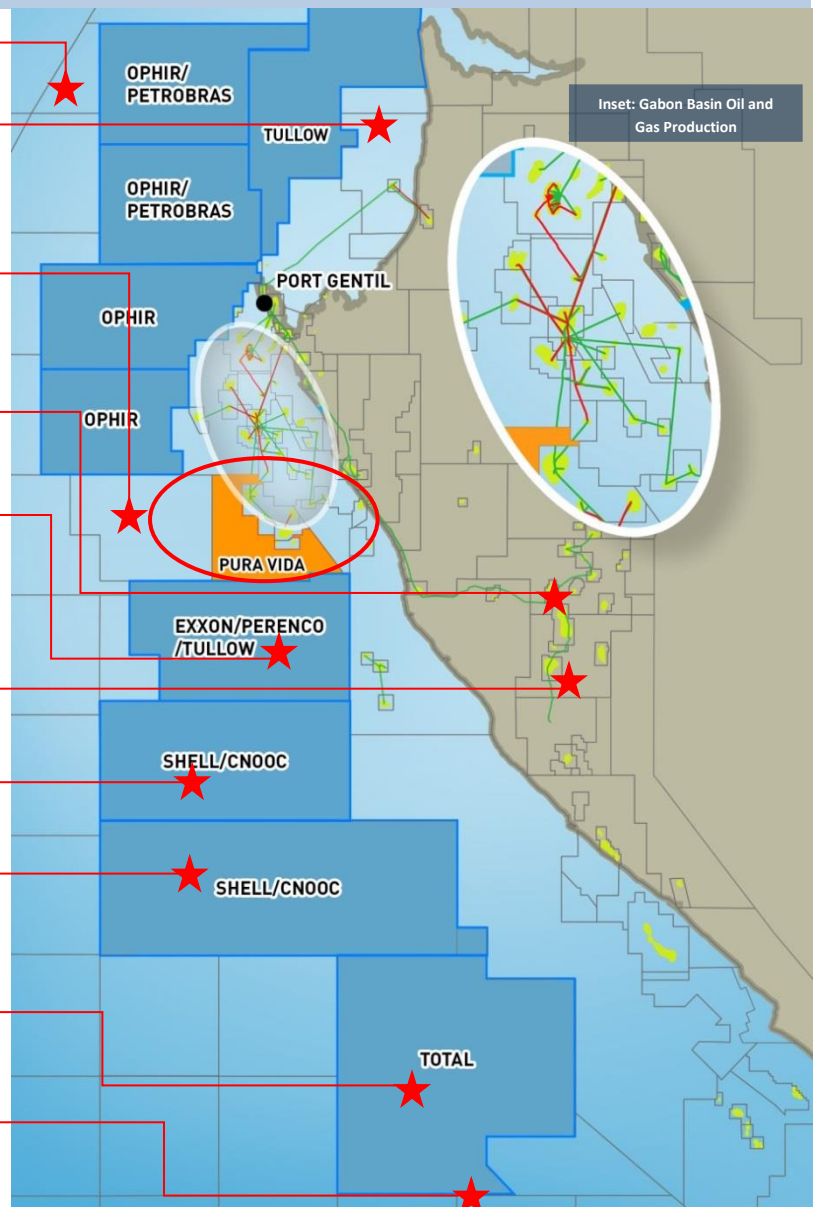 OPHIR/
PETROBRAS
Inset: Gabon Basin Oil and
Gas Production
TULLOW
OPHIR/
PETROBRAS
PORT GENTIL
OPHIR
OPHIR
PURA VIDA
EXXON/PERENCO
/TULLOW
SHELL/CNOOC
SHELL/CNOOC
TOTAL